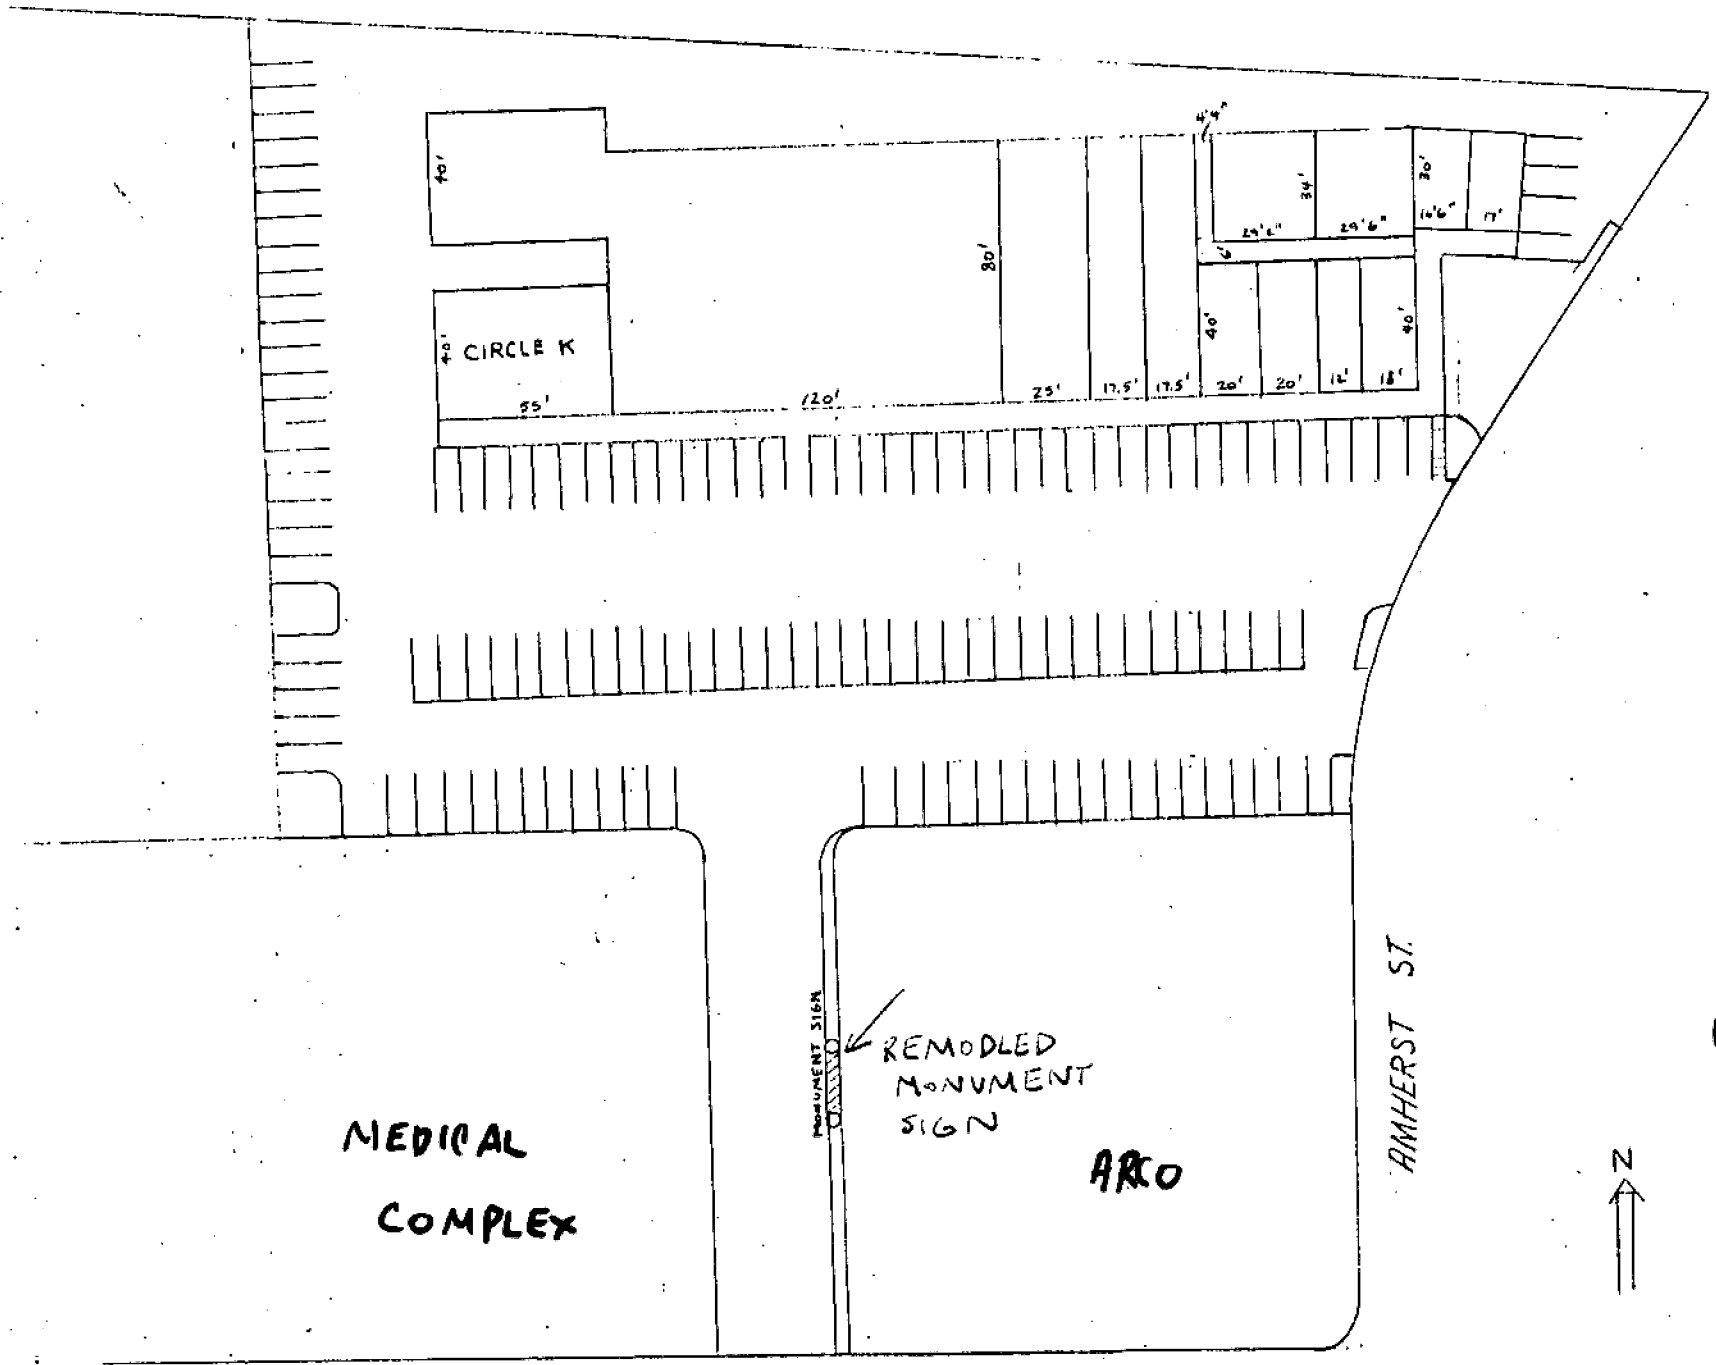 4'4"
40'
34'
30'
29'6"
29'6"
16'6"
17'
6'
80'
40'
CIRCLE K
40'
40'
55'
120'
25'
17.5'
17.5'
20'
20'
12'
18'
MONUMENT SIGN
REMODLED
MONUMENT
SIGN
MEDICAL
COMPLEX
ARCO
AMHERST ST.
N